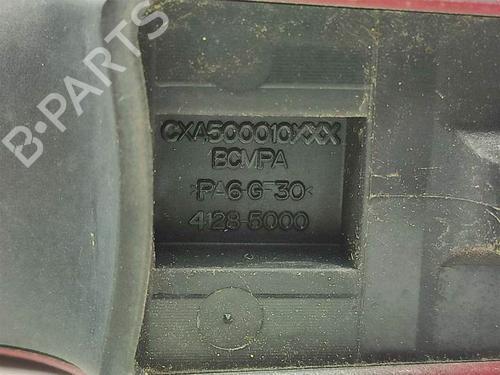 B-PARTS
CXA500010XXX
BCMPA
>PA6 GF30<
4128-5000